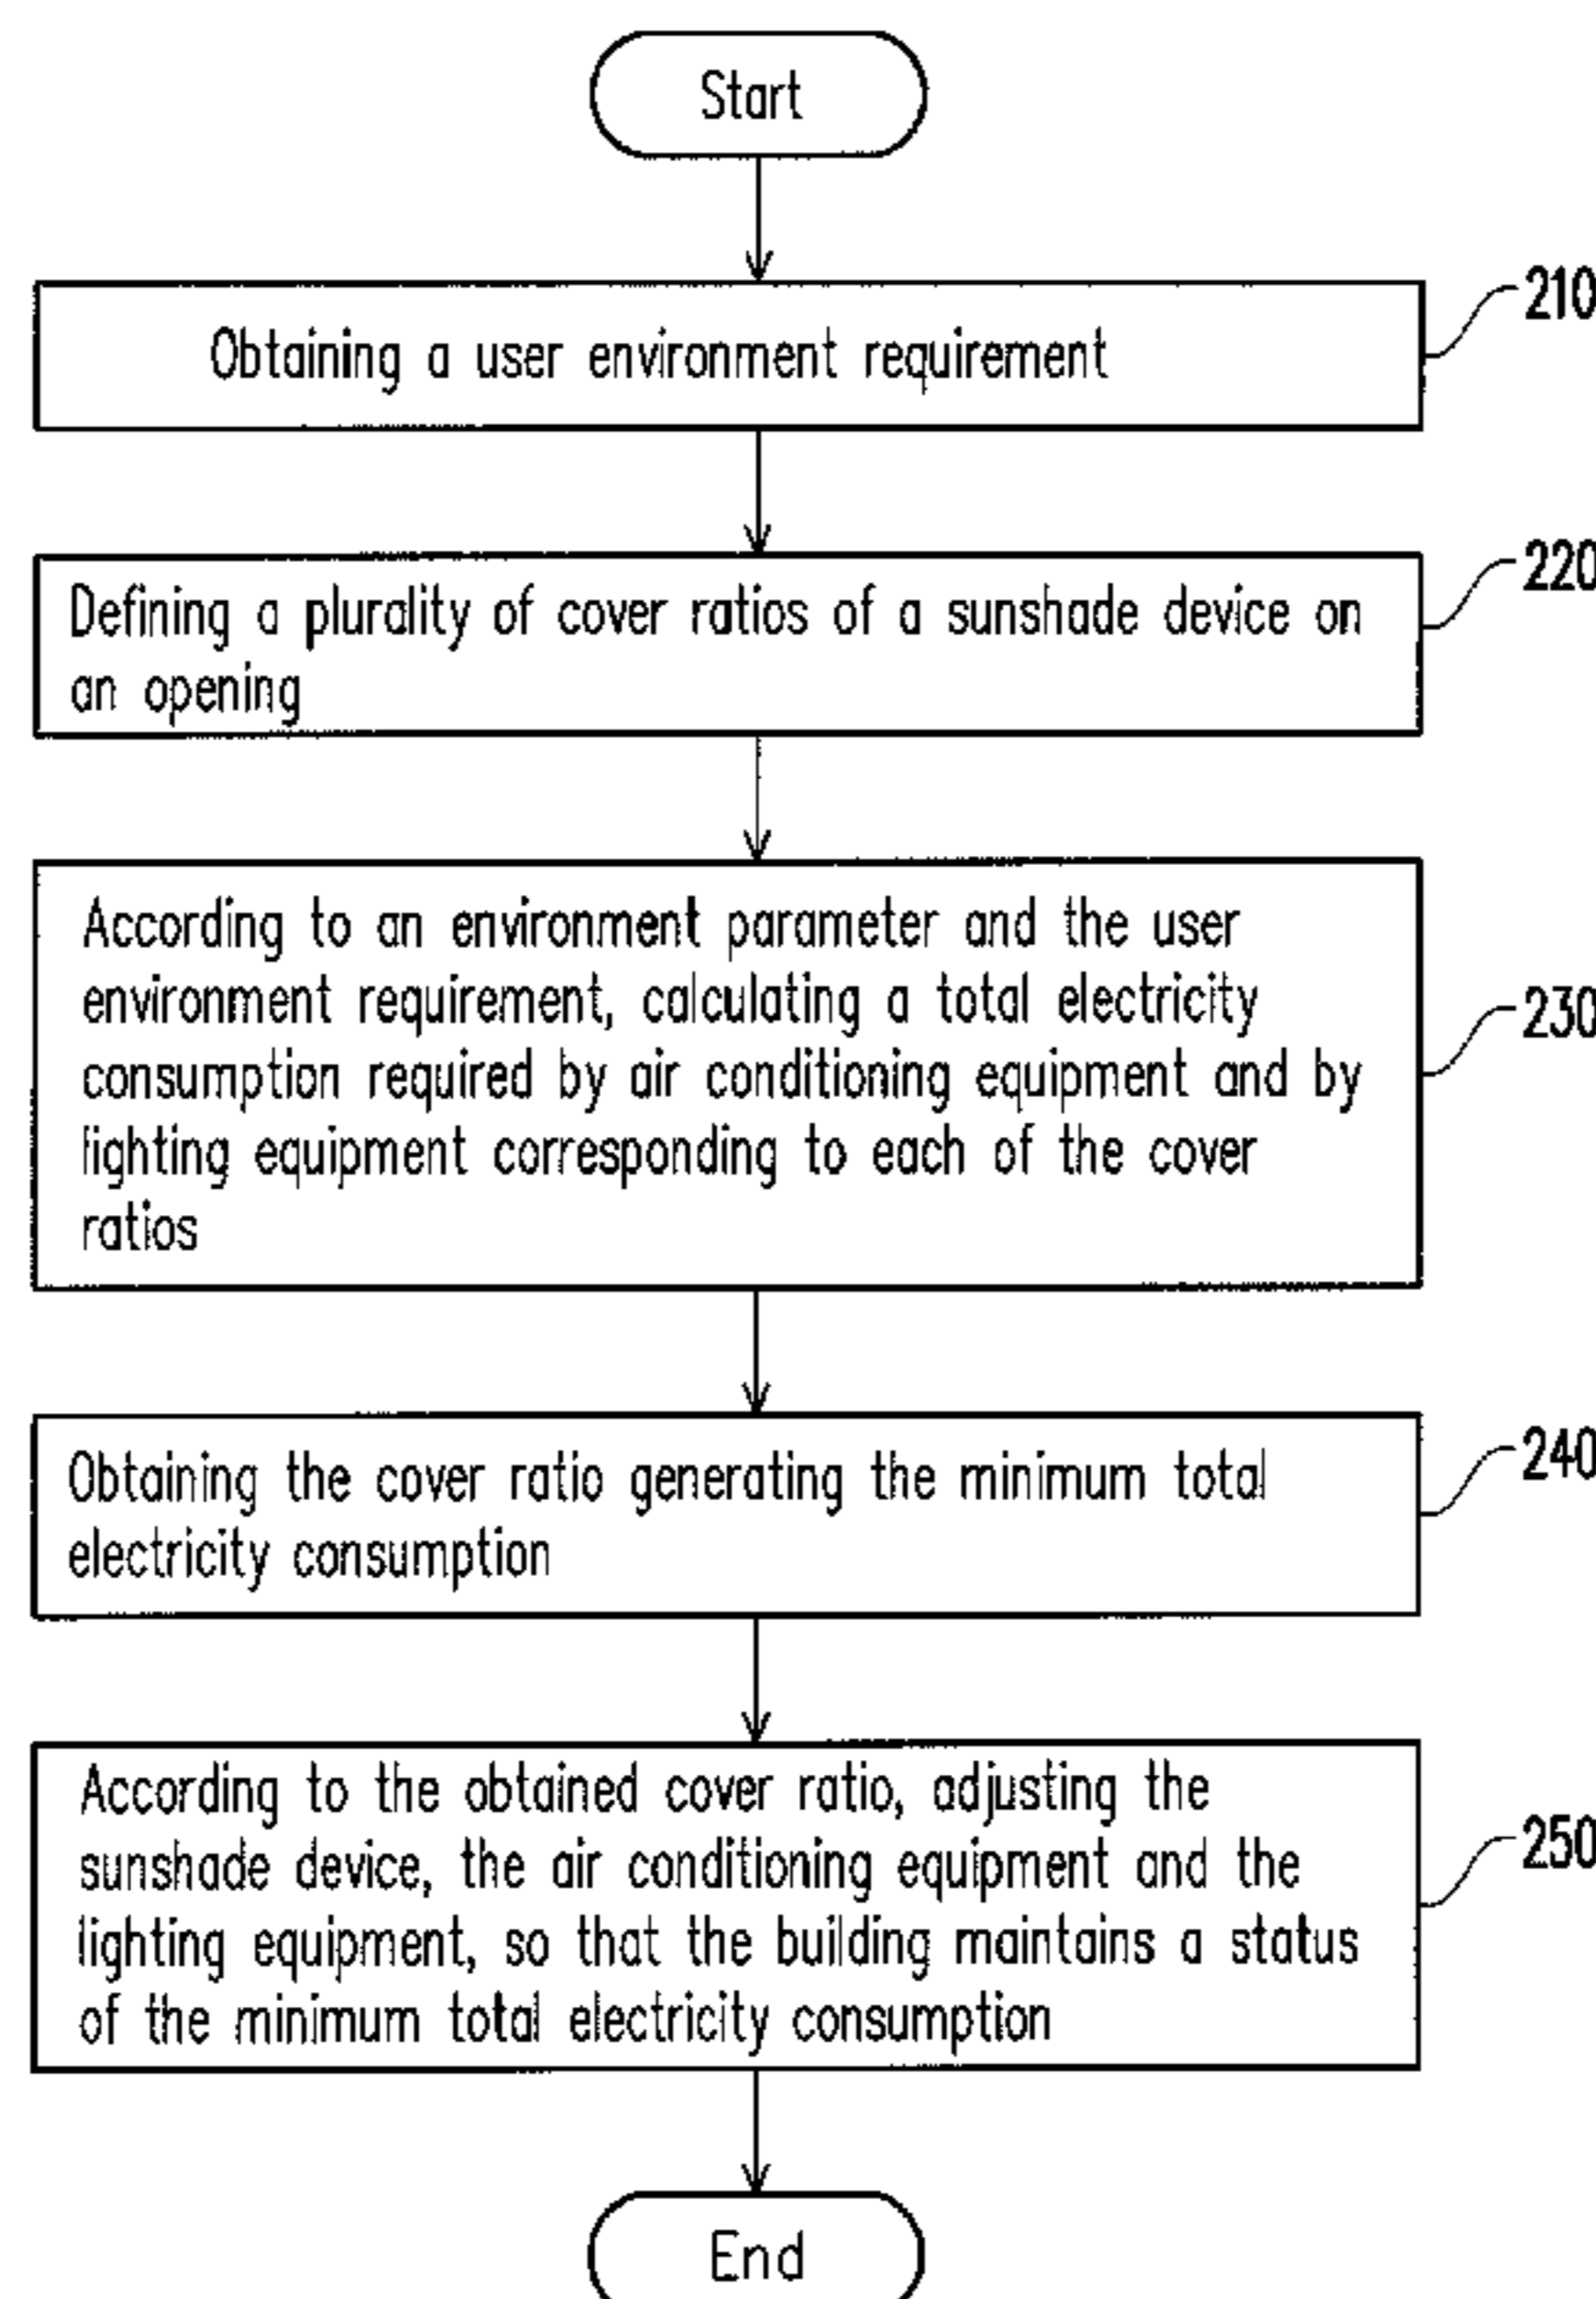 Start
210
Obtaining a user environment requirement
220
Defining a plurality of cover ratios of a sunshade device on
an opening
According to an environment parameter and the user
environment requirement, calculating a total electricity
230
consumption required by air conditioning equipment and by
lighting equipment corresponding to each of the cover
ratios
240
Obtaining the cover ratio generating the minimum total
electricity consumption
According to the obtained cover ratio, adjusting the
250
sunshade device, the air conditioning equipment and the
lighting equipment, so that the building maintains a status
of the minimum total electricity consumption
End